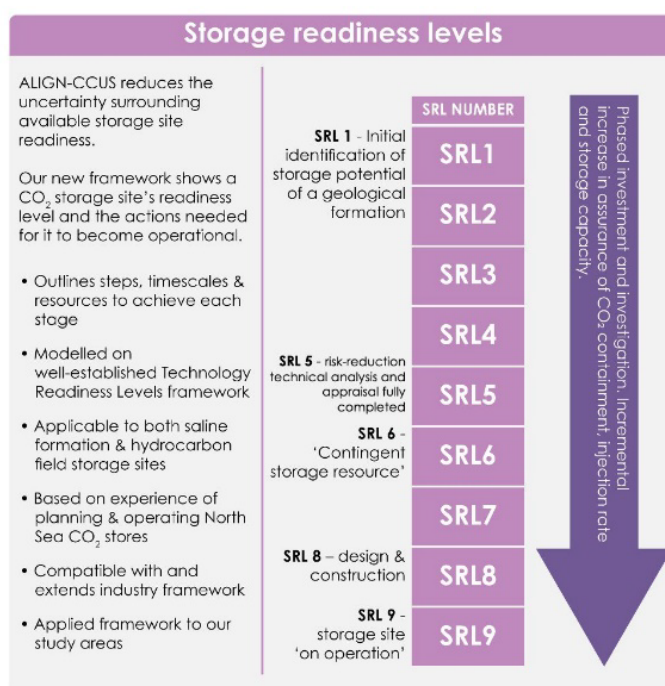 Storage readiness levels
ALIGN-CCUS reduces the
uncertainty surrounding
available storage site
readiness.
Our new framework shows a
CO₂ storage site's readiness
level and the actions needed
for it to become operational.
• Outlines steps, timescales &
resources to achieve each
stage
• Modelled on
well-established Technology
Readiness Levels framework
• Applicable to both saline
formation & hydrocarbon
field storage sites
• Based on experience of
planning & operating North
Sea CO₂ stores
• Compatible with and
extends industry framework
• Applied framework to our
study areas
SRL 1 - Initial
identification of
storage potential
of a geological
formation
SRL 5 - risk-reduction
technical analysis and
appraisal fully
completed
SRL 6 -
'Contingent
storage resource'
SRL 8 – design &
construction
SRL 9 -
storage site
'on operation'
SRL NUMBER
SRL1
SRL2
SRL3
SRL4
SRL5
SRL6
SRL7
SRL8
SRL9
Phased investment and investigation. Incremental
increase in assurance of CO₂ containment, injection rate
and storage capacity.